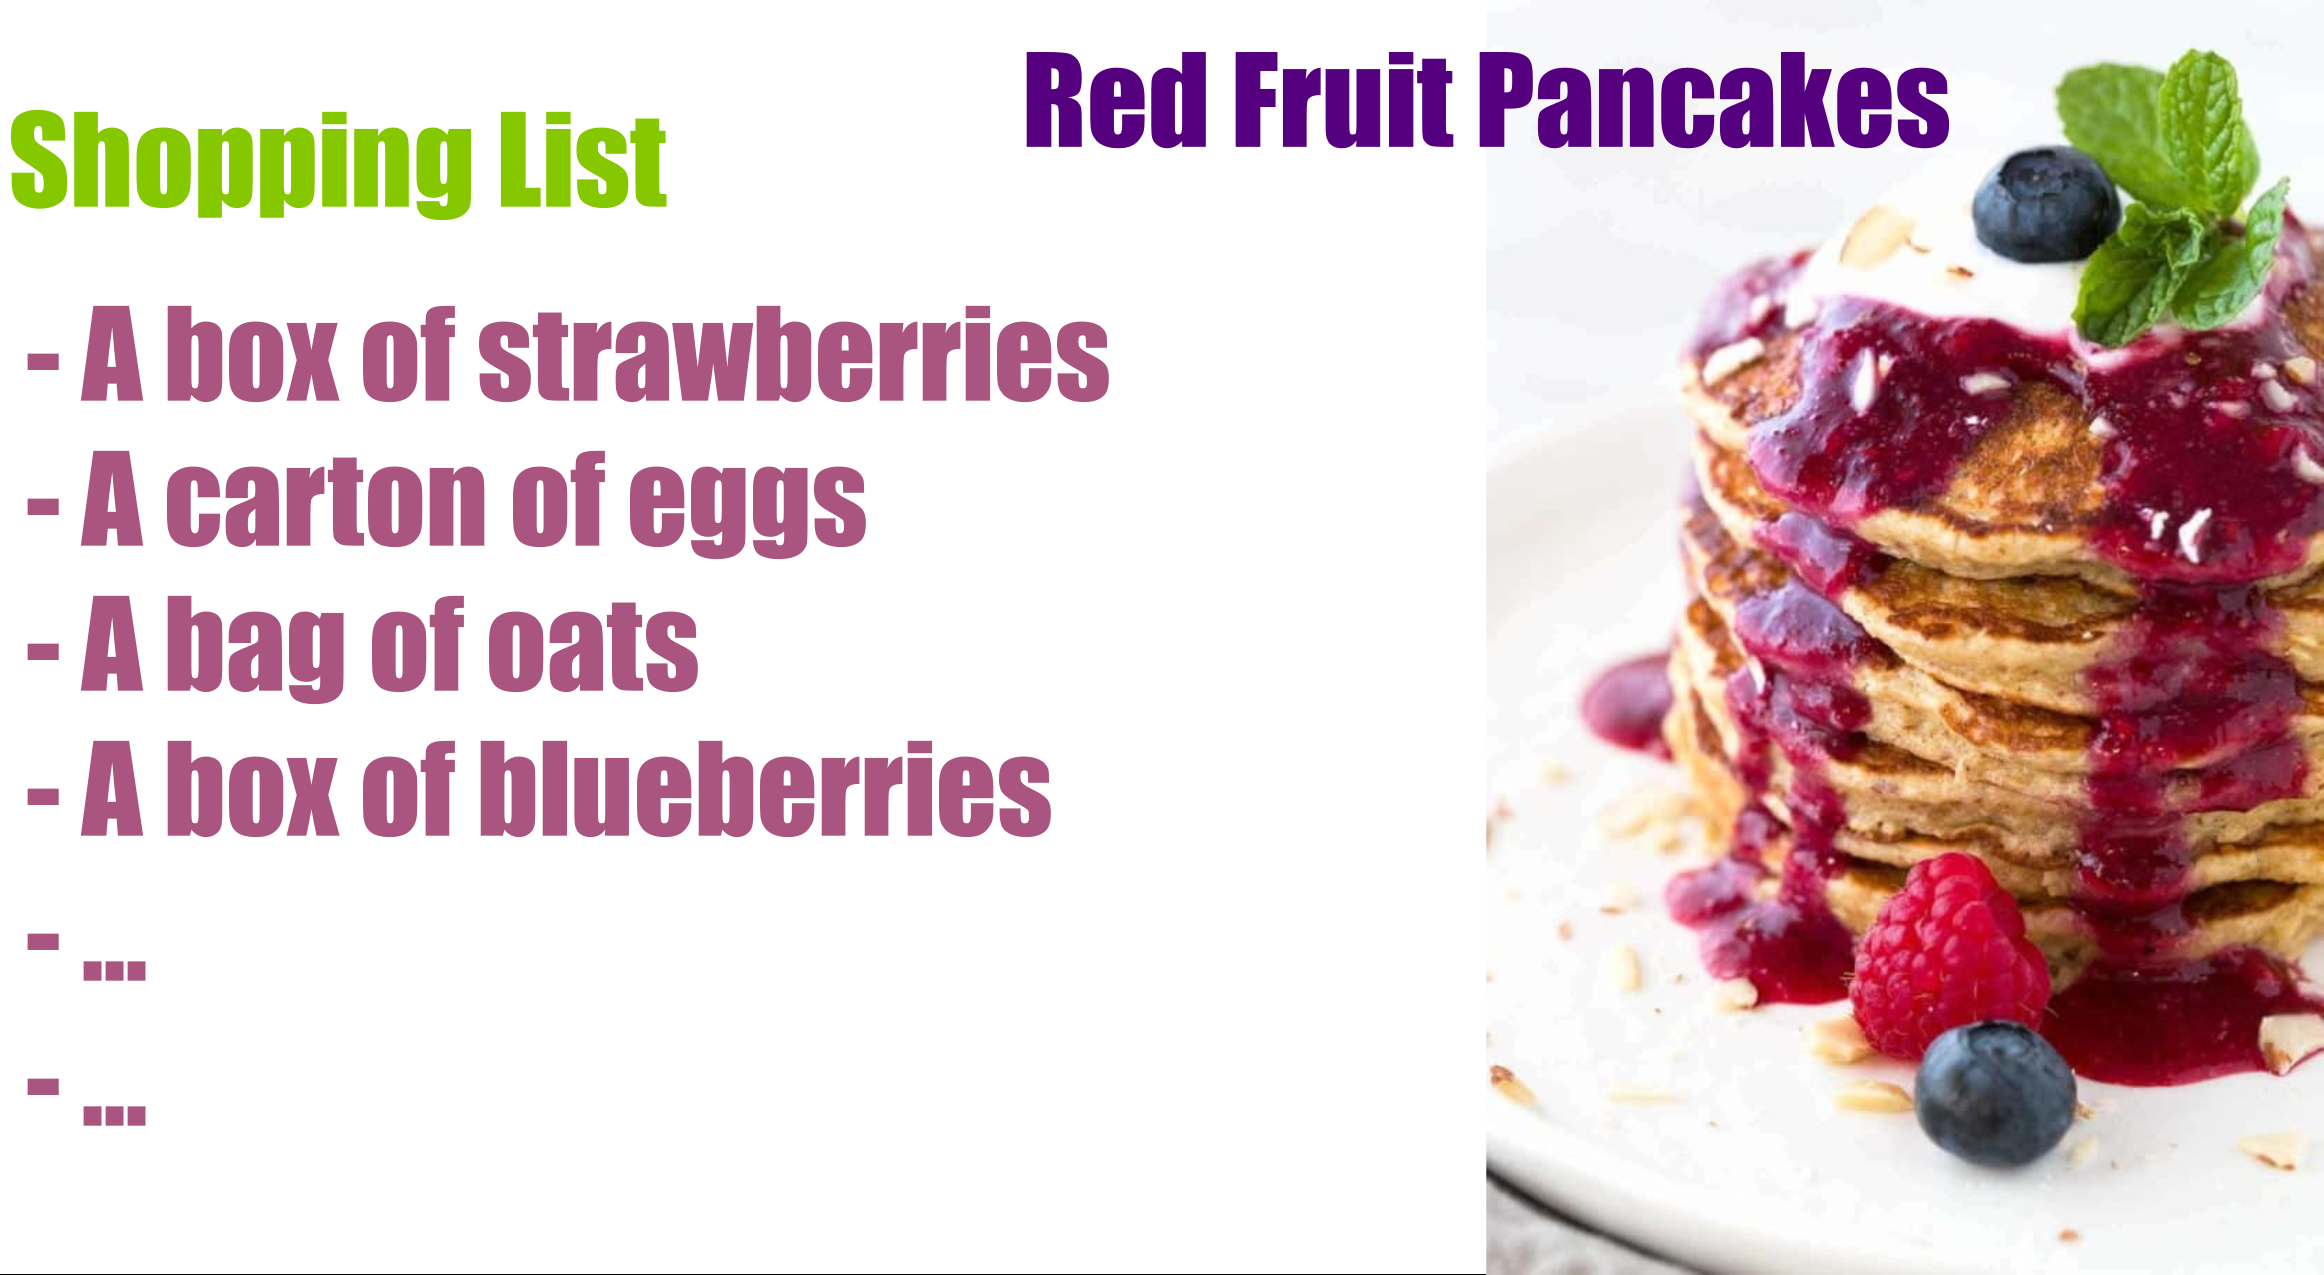 Red Fruit Pancakes
Shopping List
- A box of strawberries
- A carton of eggs
- A bag of oats
- A box of blueberries
- ...
- ...